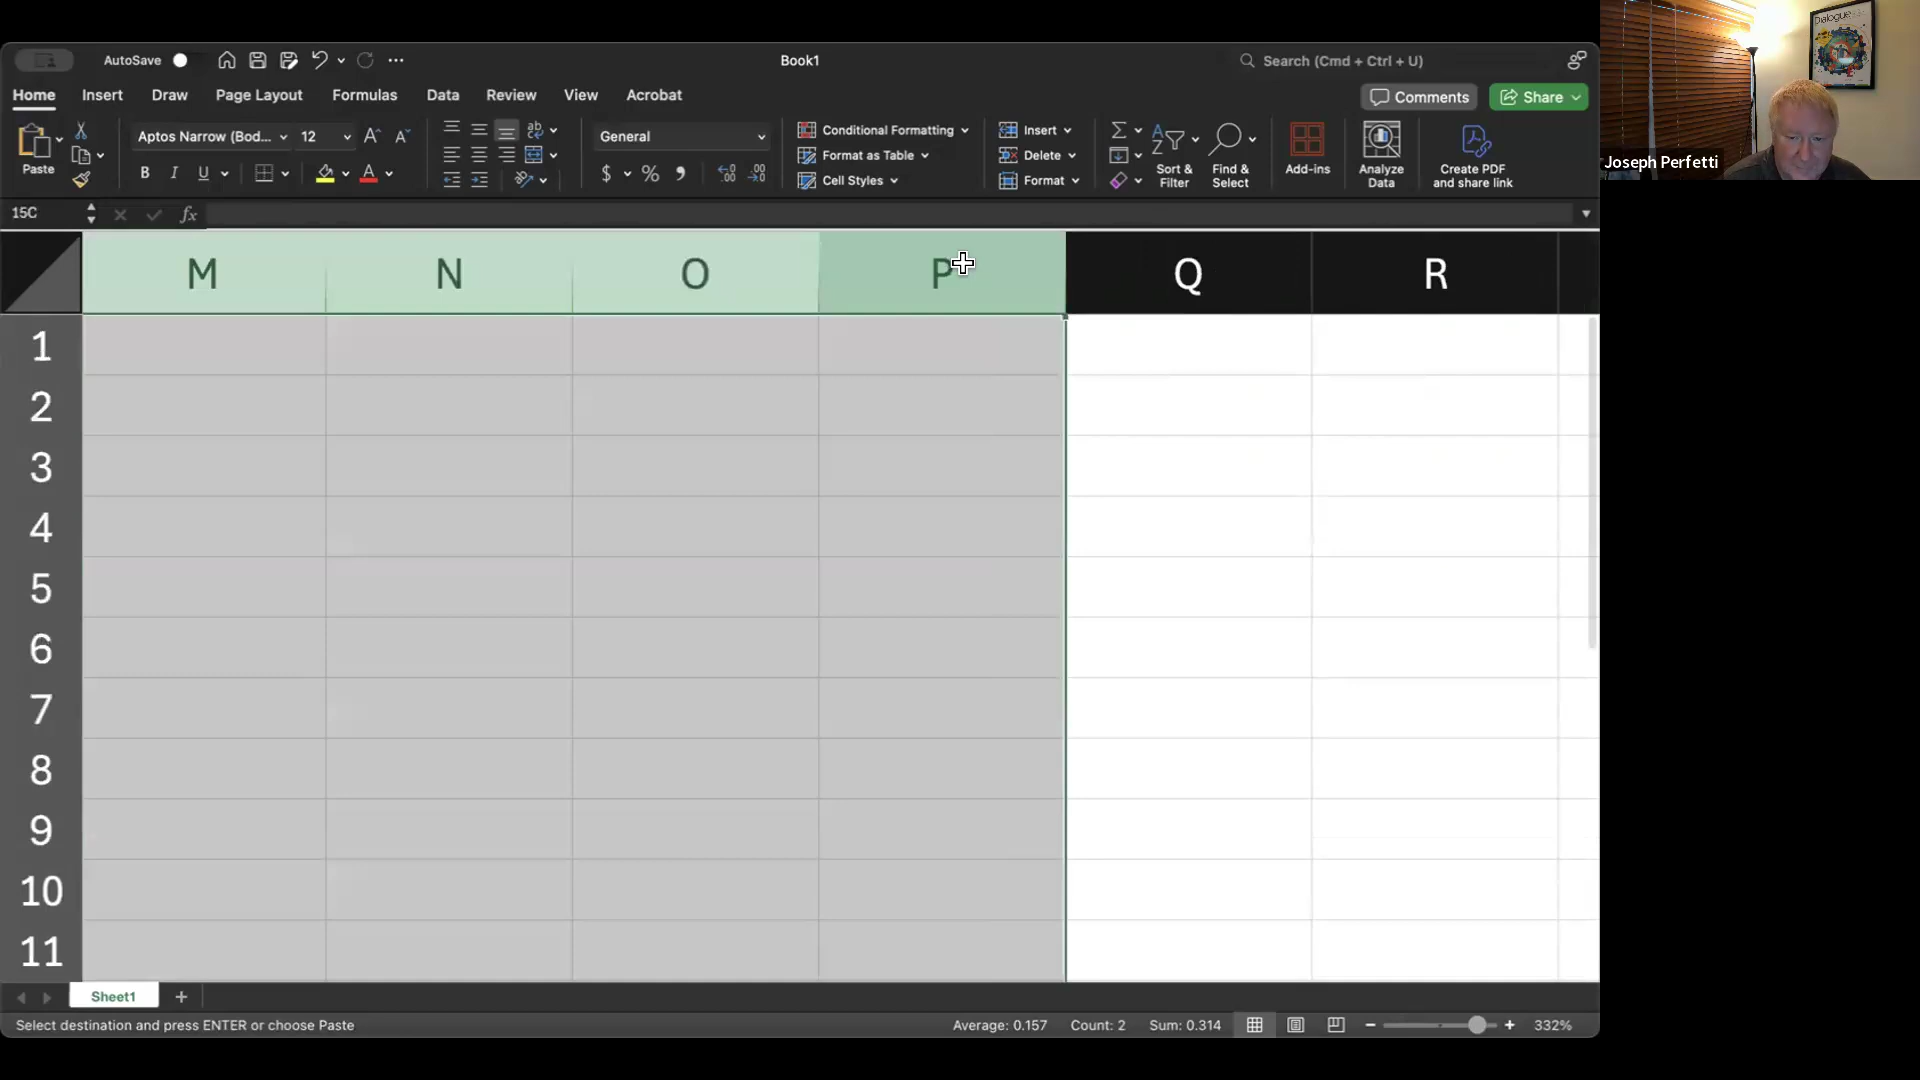 AutoSave
Book1
Search (Cmd + Ctrl + U)
Home Insert Draw Page Layout Formulas Data Review View Acrobat
Comments Share
Paste
Aptos Narrow (Bod... 12
General
Conditional Formatting
Format as Table
Cell Styles
Insert
Delete
Format
Sort & Filter
Find & Select
Add-ins
Analyze Data
Create PDF and share link
15C
fx
M N O P Q R
1
2
3
4
5
6
7
8
9
10
11
Sheet1
Select destination and press ENTER or choose Paste
Average: 0.157 Count: 2 Sum: 0.314
332%
Dialogue
Joseph Perfetti